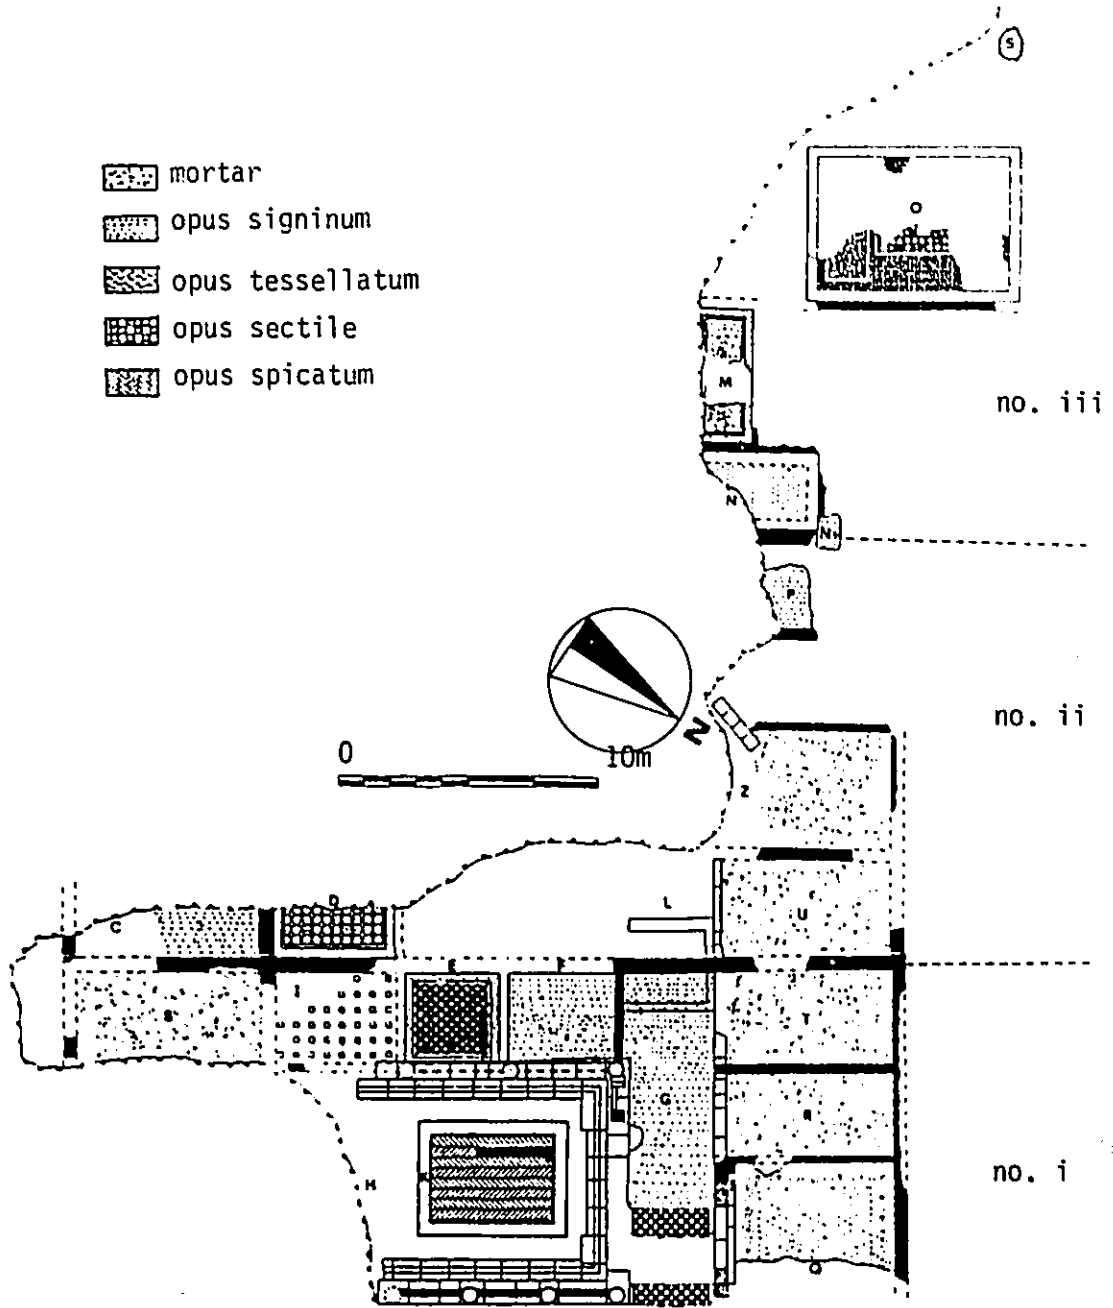 S
mortar
opus signinum
opus tessellatum
opus sectile
opus spicatum
O
M
no. iii
N
N
P
no. ii
N
0 10m
Z
D
L
U
C
E
F
I
T
G
R
no. i
H
K
Q